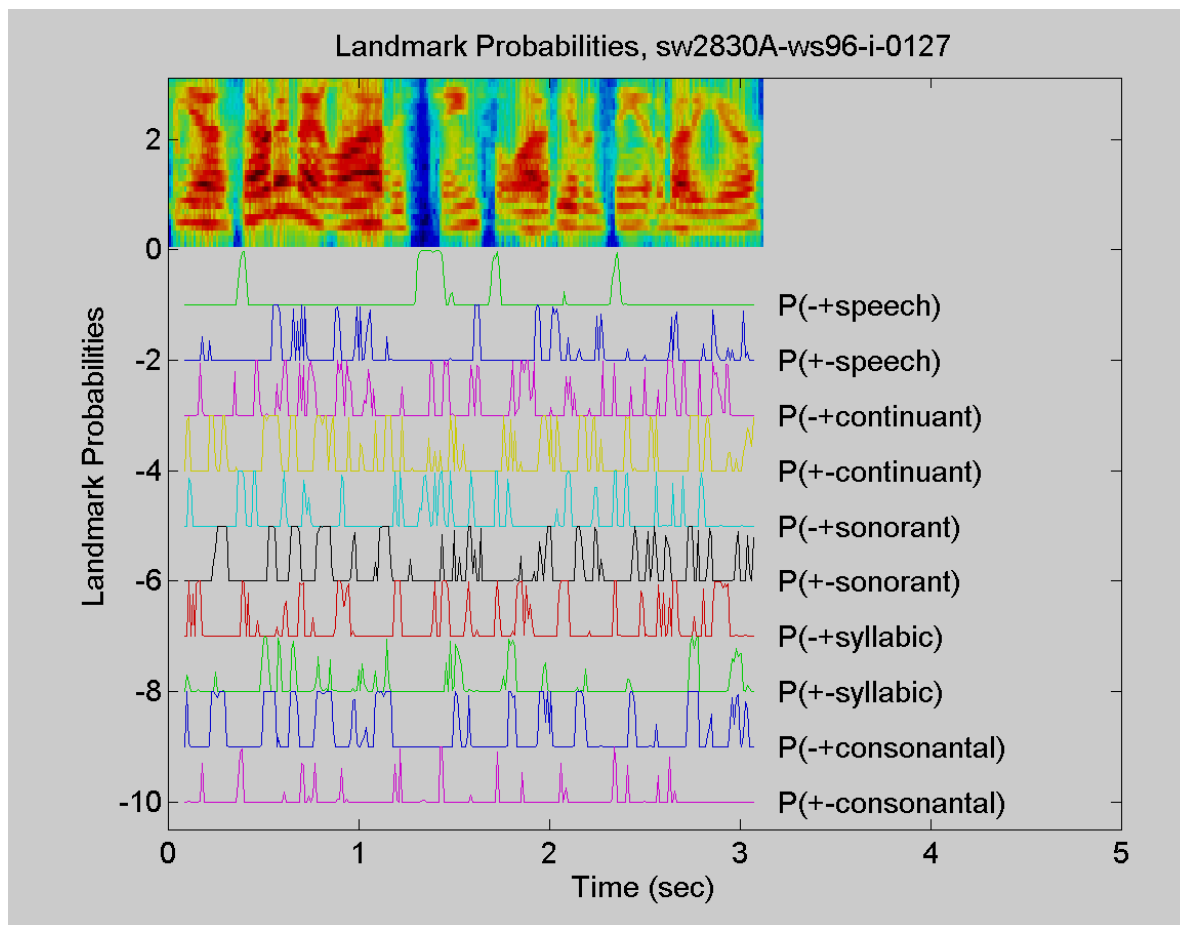 Landmark Probabilities, sw2830A-ws96-i-0127
Landmark Probabilities
2
0
-2
-4
-6
-8
-10
P(-+speech)
P(+-speech)
P(-+continuant)
P(+-continuant)
P(-+sonorant)
P(+-sonorant)
P(-+syllabic)
P(+-syllabic)
P(-+consonantal)
P(+-consonantal)
0 1 2 3 4 5
Time (sec)